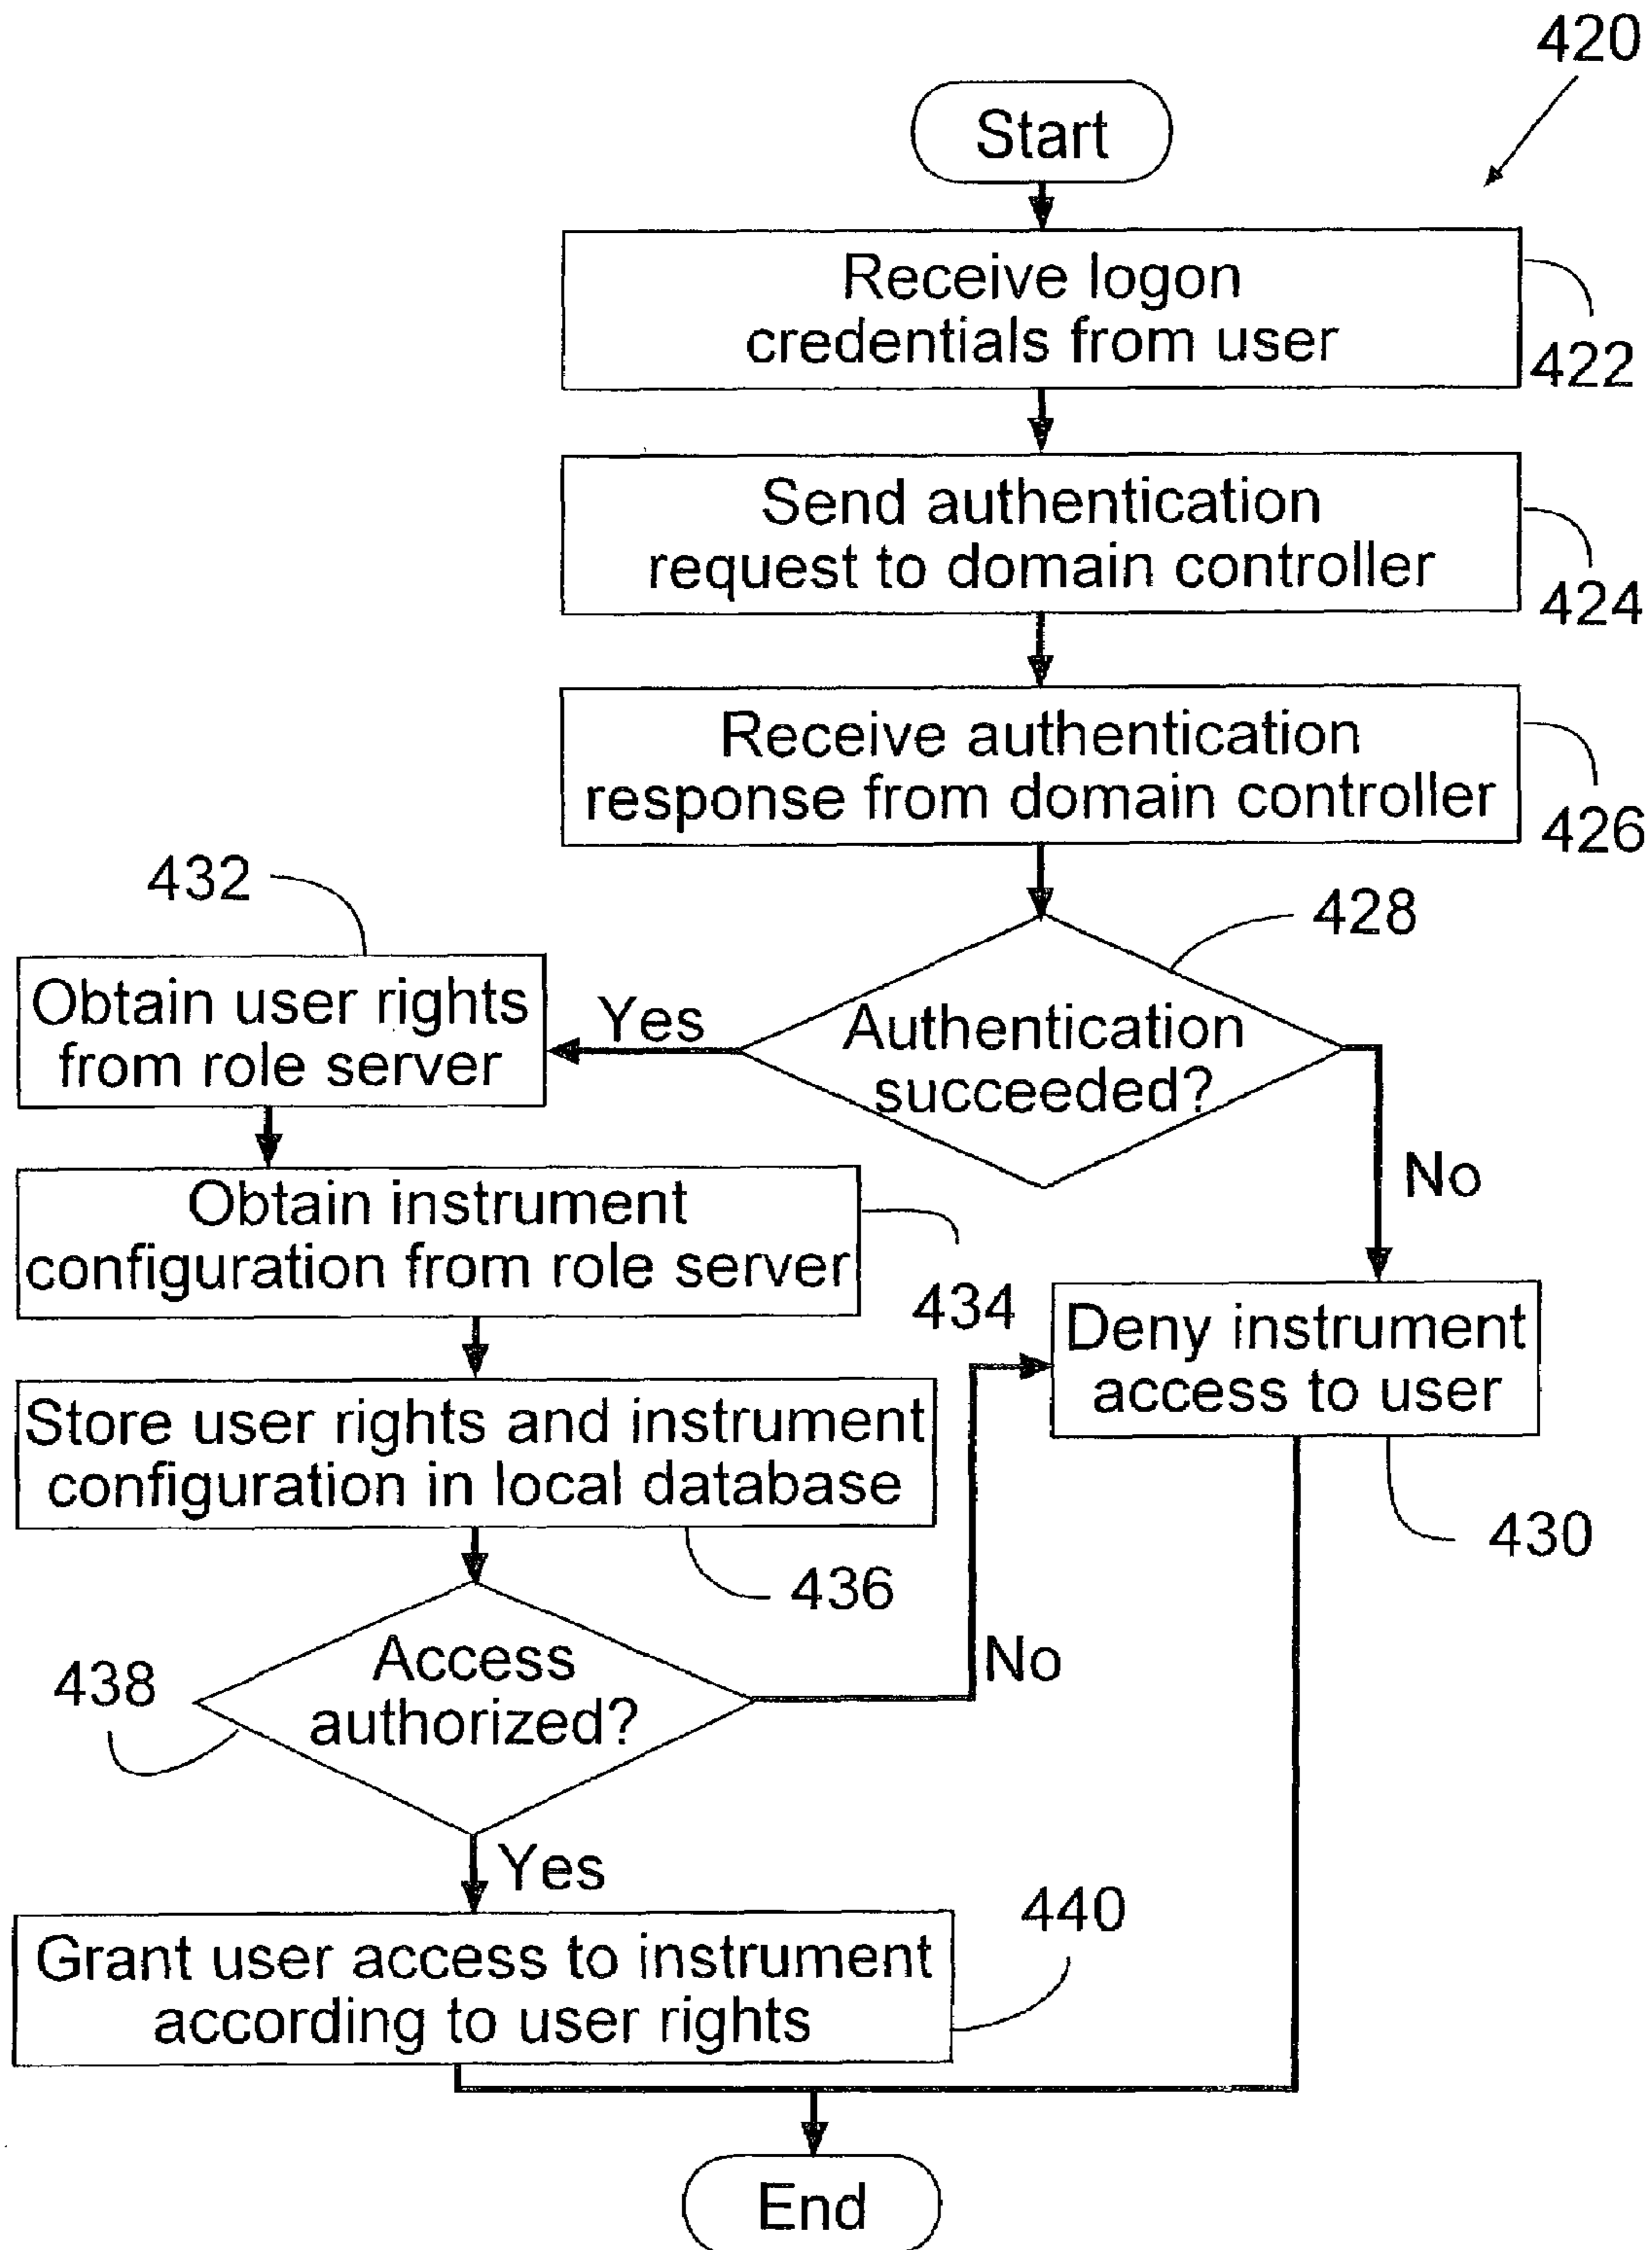 420
Start
Receive logon
credentials from user
422
Send authentication
request to domain controller
424
Receive authentication
response from domain controller
426
432
428
Obtain user rights
from role server
Yes
Authentication
succeeded?
No
Obtain instrument
configuration from role server
434
Deny instrument
access to user
430
Store user rights and instrument
configuration in local database
436
438
Access
authorized?
No
Yes
440
Grant user access to instrument
according to user rights
End